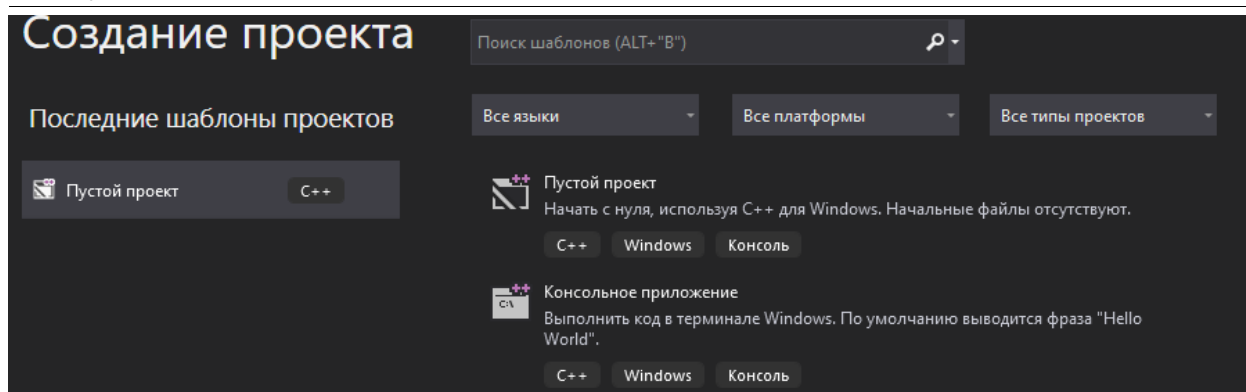 Создание проекта
Поиск шаблонов (ALT+"B")
Последние шаблоны проектов
Все языки
Все платформы
Все типы проектов
Пустой проект
C++
Пустой проект
Начать с нуля, используя C++ для Windows. Начальные файлы отсутствуют.
C++ Windows Консоль
Консольное приложение
Выполнить код в терминале Windows. По умолчанию выводится фраза "Hello
World".
C++ Windows Консоль